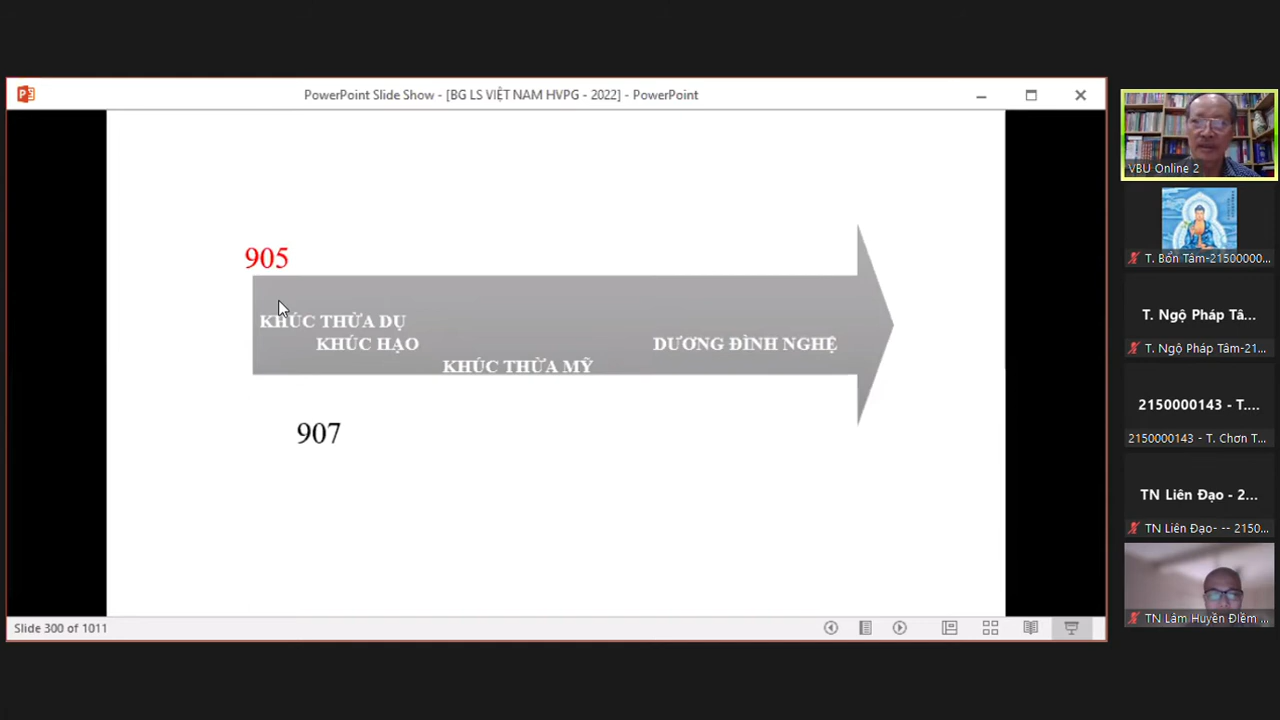 PowerPoint Slide Show - [BG LS VIỆT NAM HVPG - 2022] - PowerPoint
905
KHÚC THỪA DỤ
KHÚC HẠO
DƯƠNG ĐÌNH NGHỆ
KHÚC THỪA MỸ
907
Slide 300 of 1011
VBU Online 2
T. Bổn Tâm-21500000...
T. Ngộ Pháp Tâ...
T. Ngộ Pháp Tâm-21...
2150000143 - T....
2150000143 - T. Chơn T...
TN Liên Đạo - 2...
TN Liên Đạo- -- 2150...
TN Lâm Huyền Điềm ...